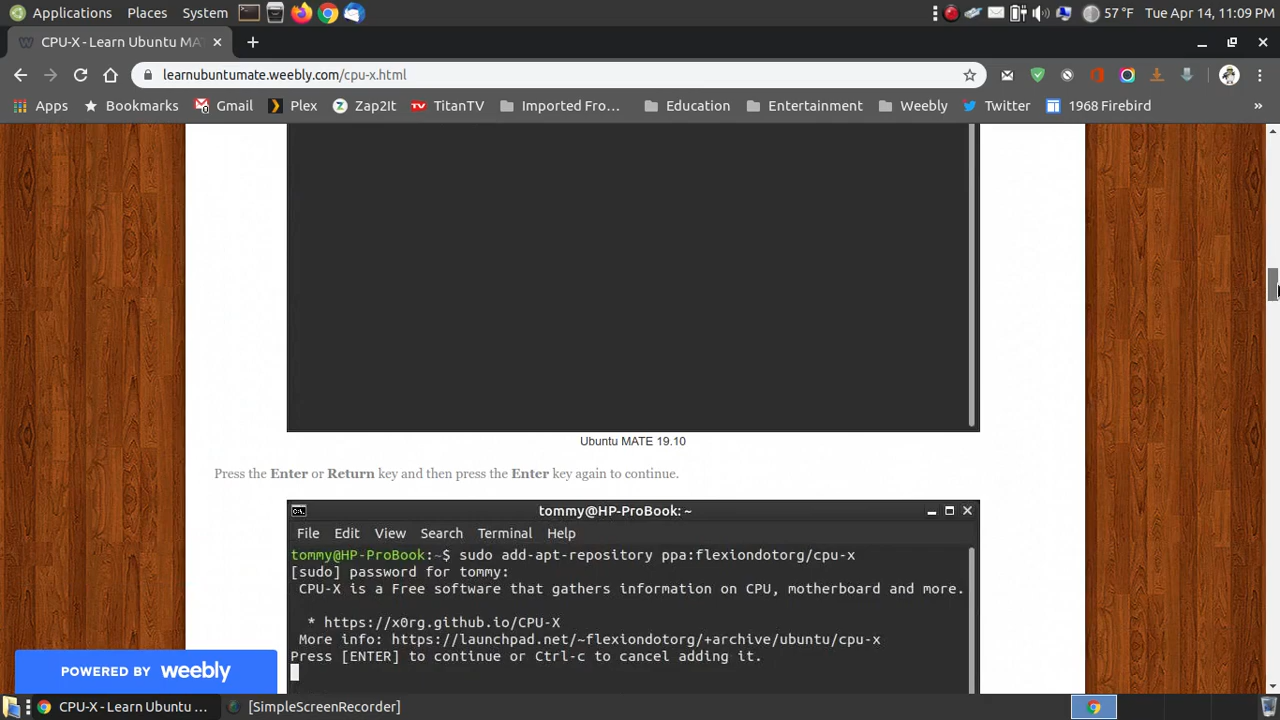 Applications Places System 57 °F Tue Apr 14, 11:09 PM
CPU-X - Learn Ubuntu MA
learnubuntumate.weebly.com/cpu-x.html
Apps Bookmarks Gmail Plex Zap2It TitanTV Imported Fro... Education Entertainment Weebly Twitter 1968 Firebird »
Ubuntu MATE 19.10
Press the Enter or Return key and then press the Enter key again to continue.
tommy@HP-ProBook: ~
File Edit View Search Terminal Help
tommy@HP-ProBook:~$ sudo add-apt-repository ppa:flexiondotorg/cpu-x
[sudo] password for tommy:
CPU-X is a Free software that gathers information on CPU, motherboard and more.
* https://x0rg.github.io/CPU-X
More info: https://launchpad.net/~flexiondotorg/+archive/ubuntu/cpu-x
Press [ENTER] to continue or Ctrl-c to cancel adding it.
POWERED BY weebly
CPU-X - Learn Ubuntu ... [SimpleScreenRecorder]